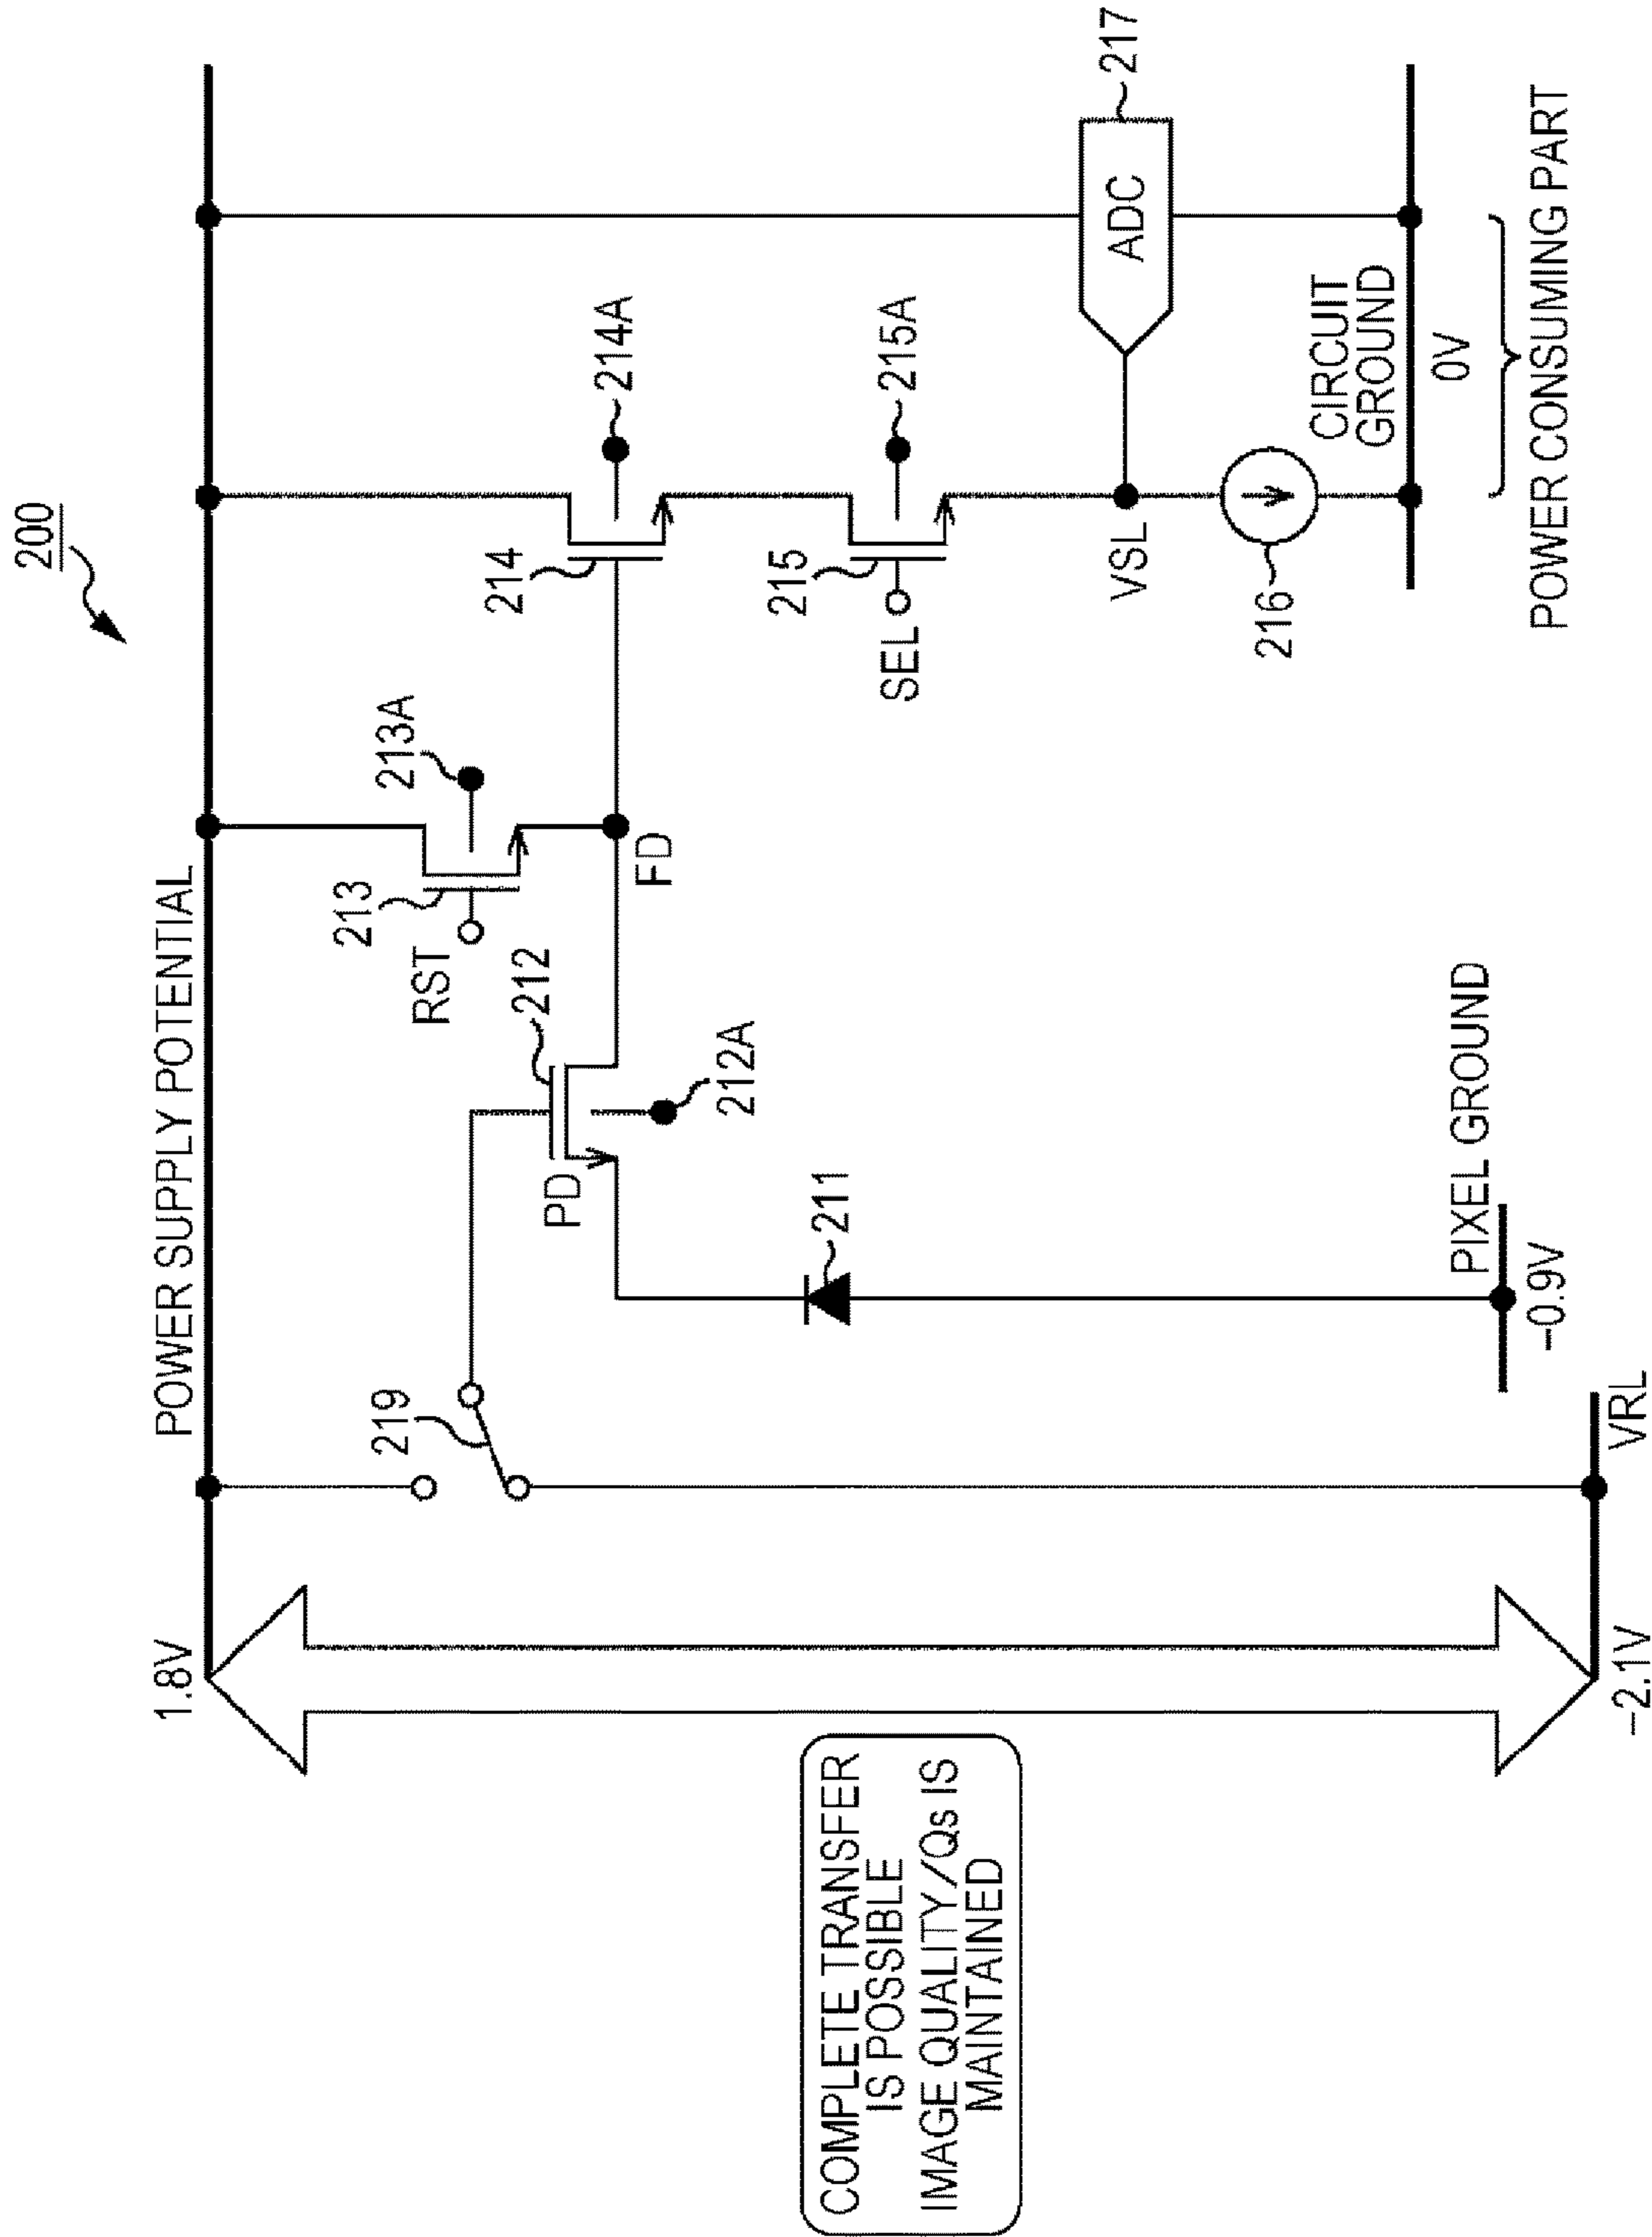 200
POWER SUPPLY POTENTIAL
1.8V
219
RST
213
213A
PD
212
212A
FD
214
214A
SEL
215
215A
211
VSL
216
ADC
217
CIRCUIT
GROUND
0V
POWER CONSUMING PART
PIXEL GROUND
-0.9V
VRL
-2.1V
COMPLETE TRANSFER
IS POSSIBLE
IMAGE QUALITY/Qs IS
MAINTAINED